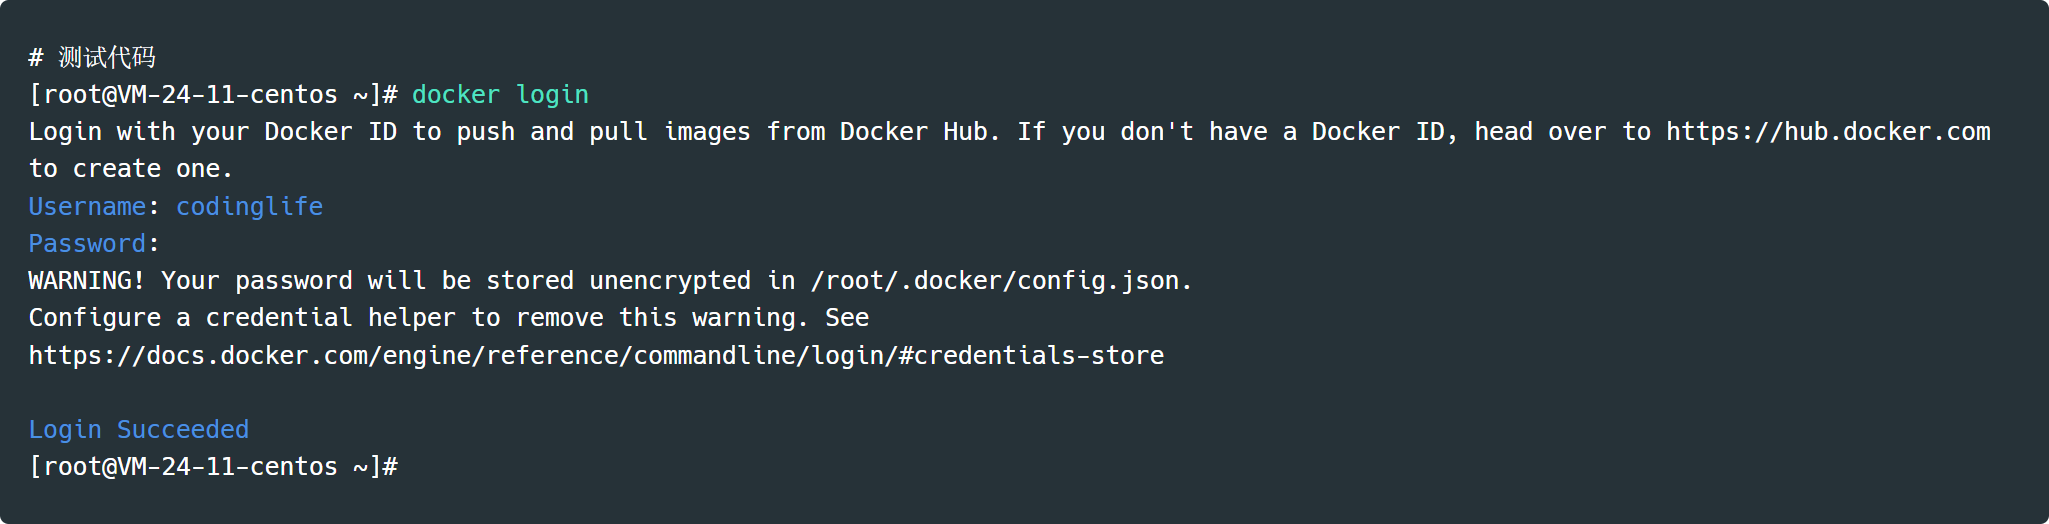 # 测试代码
[root@VM-24-11-centos ~]# docker login
Login with your Docker ID to push and pull images from Docker Hub. If you don't have a Docker ID, head over to https://hub.docker.com
to create one.
Username: codinglife
Password:
WARNING! Your password will be stored unencrypted in /root/.docker/config.json.
Configure a credential helper to remove this warning. See
https://docs.docker.com/engine/reference/commandline/login/#credentials-store
Login Succeeded
[root@VM-24-11-centos ~]#